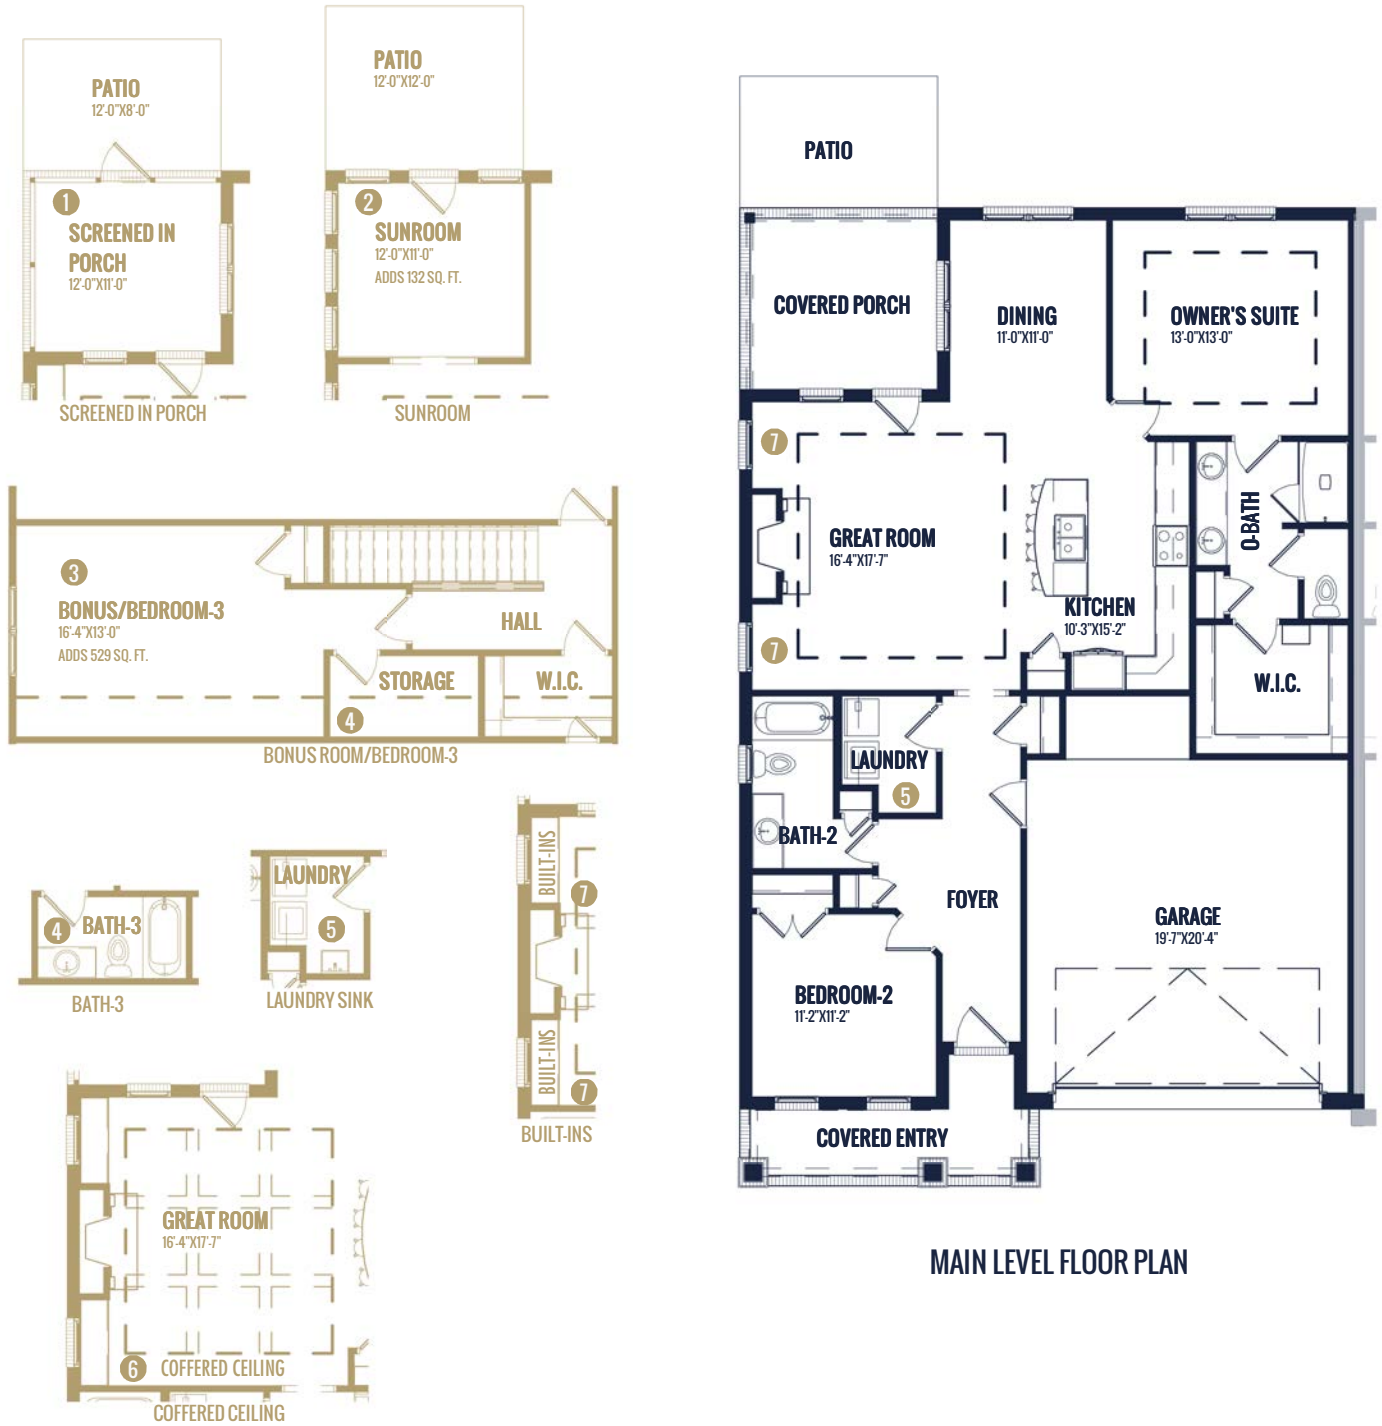 PATIO
12'-0"X8'-0"
1
SCREENED IN
PORCH
12'-0"X11'-0"
SCREENED IN PORCH
PATIO
12'-0"X12'-0"
2
SUNROOM
12'-0"X11'-0"
ADDS 132 SQ. FT.
SUNROOM
3
BONUS/BEDROOM-3
16'-4"X13'-0"
ADDS 529 SQ. FT.
HALL
STORAGE
4
W.I.C.
BONUS ROOM/BEDROOM-3
4
BATH-3
BATH-3
LAUNDRY
5
LAUNDRY SINK
BUILT-INS
7
BUILT-INS
7
BUILT-INS
GREAT ROOM
16'-4"X17'-7"
6 COFFERED CEILING
COFFERED CEILING
PATIO
COVERED PORCH
DINING
11'-0"X11'-0"
OWNER'S SUITE
13'-0"X13'-0"
7
GREAT ROOM
16'-4"X17'-7"
7
O-BATH
KITCHEN
10'-3"X15'-2"
W.I.C.
LAUNDRY
5
BATH-2
FOYER
GARAGE
19'-7"X20'-4"
BEDROOM-2
11'-2"X11'-2"
COVERED ENTRY
MAIN LEVEL FLOOR PLAN